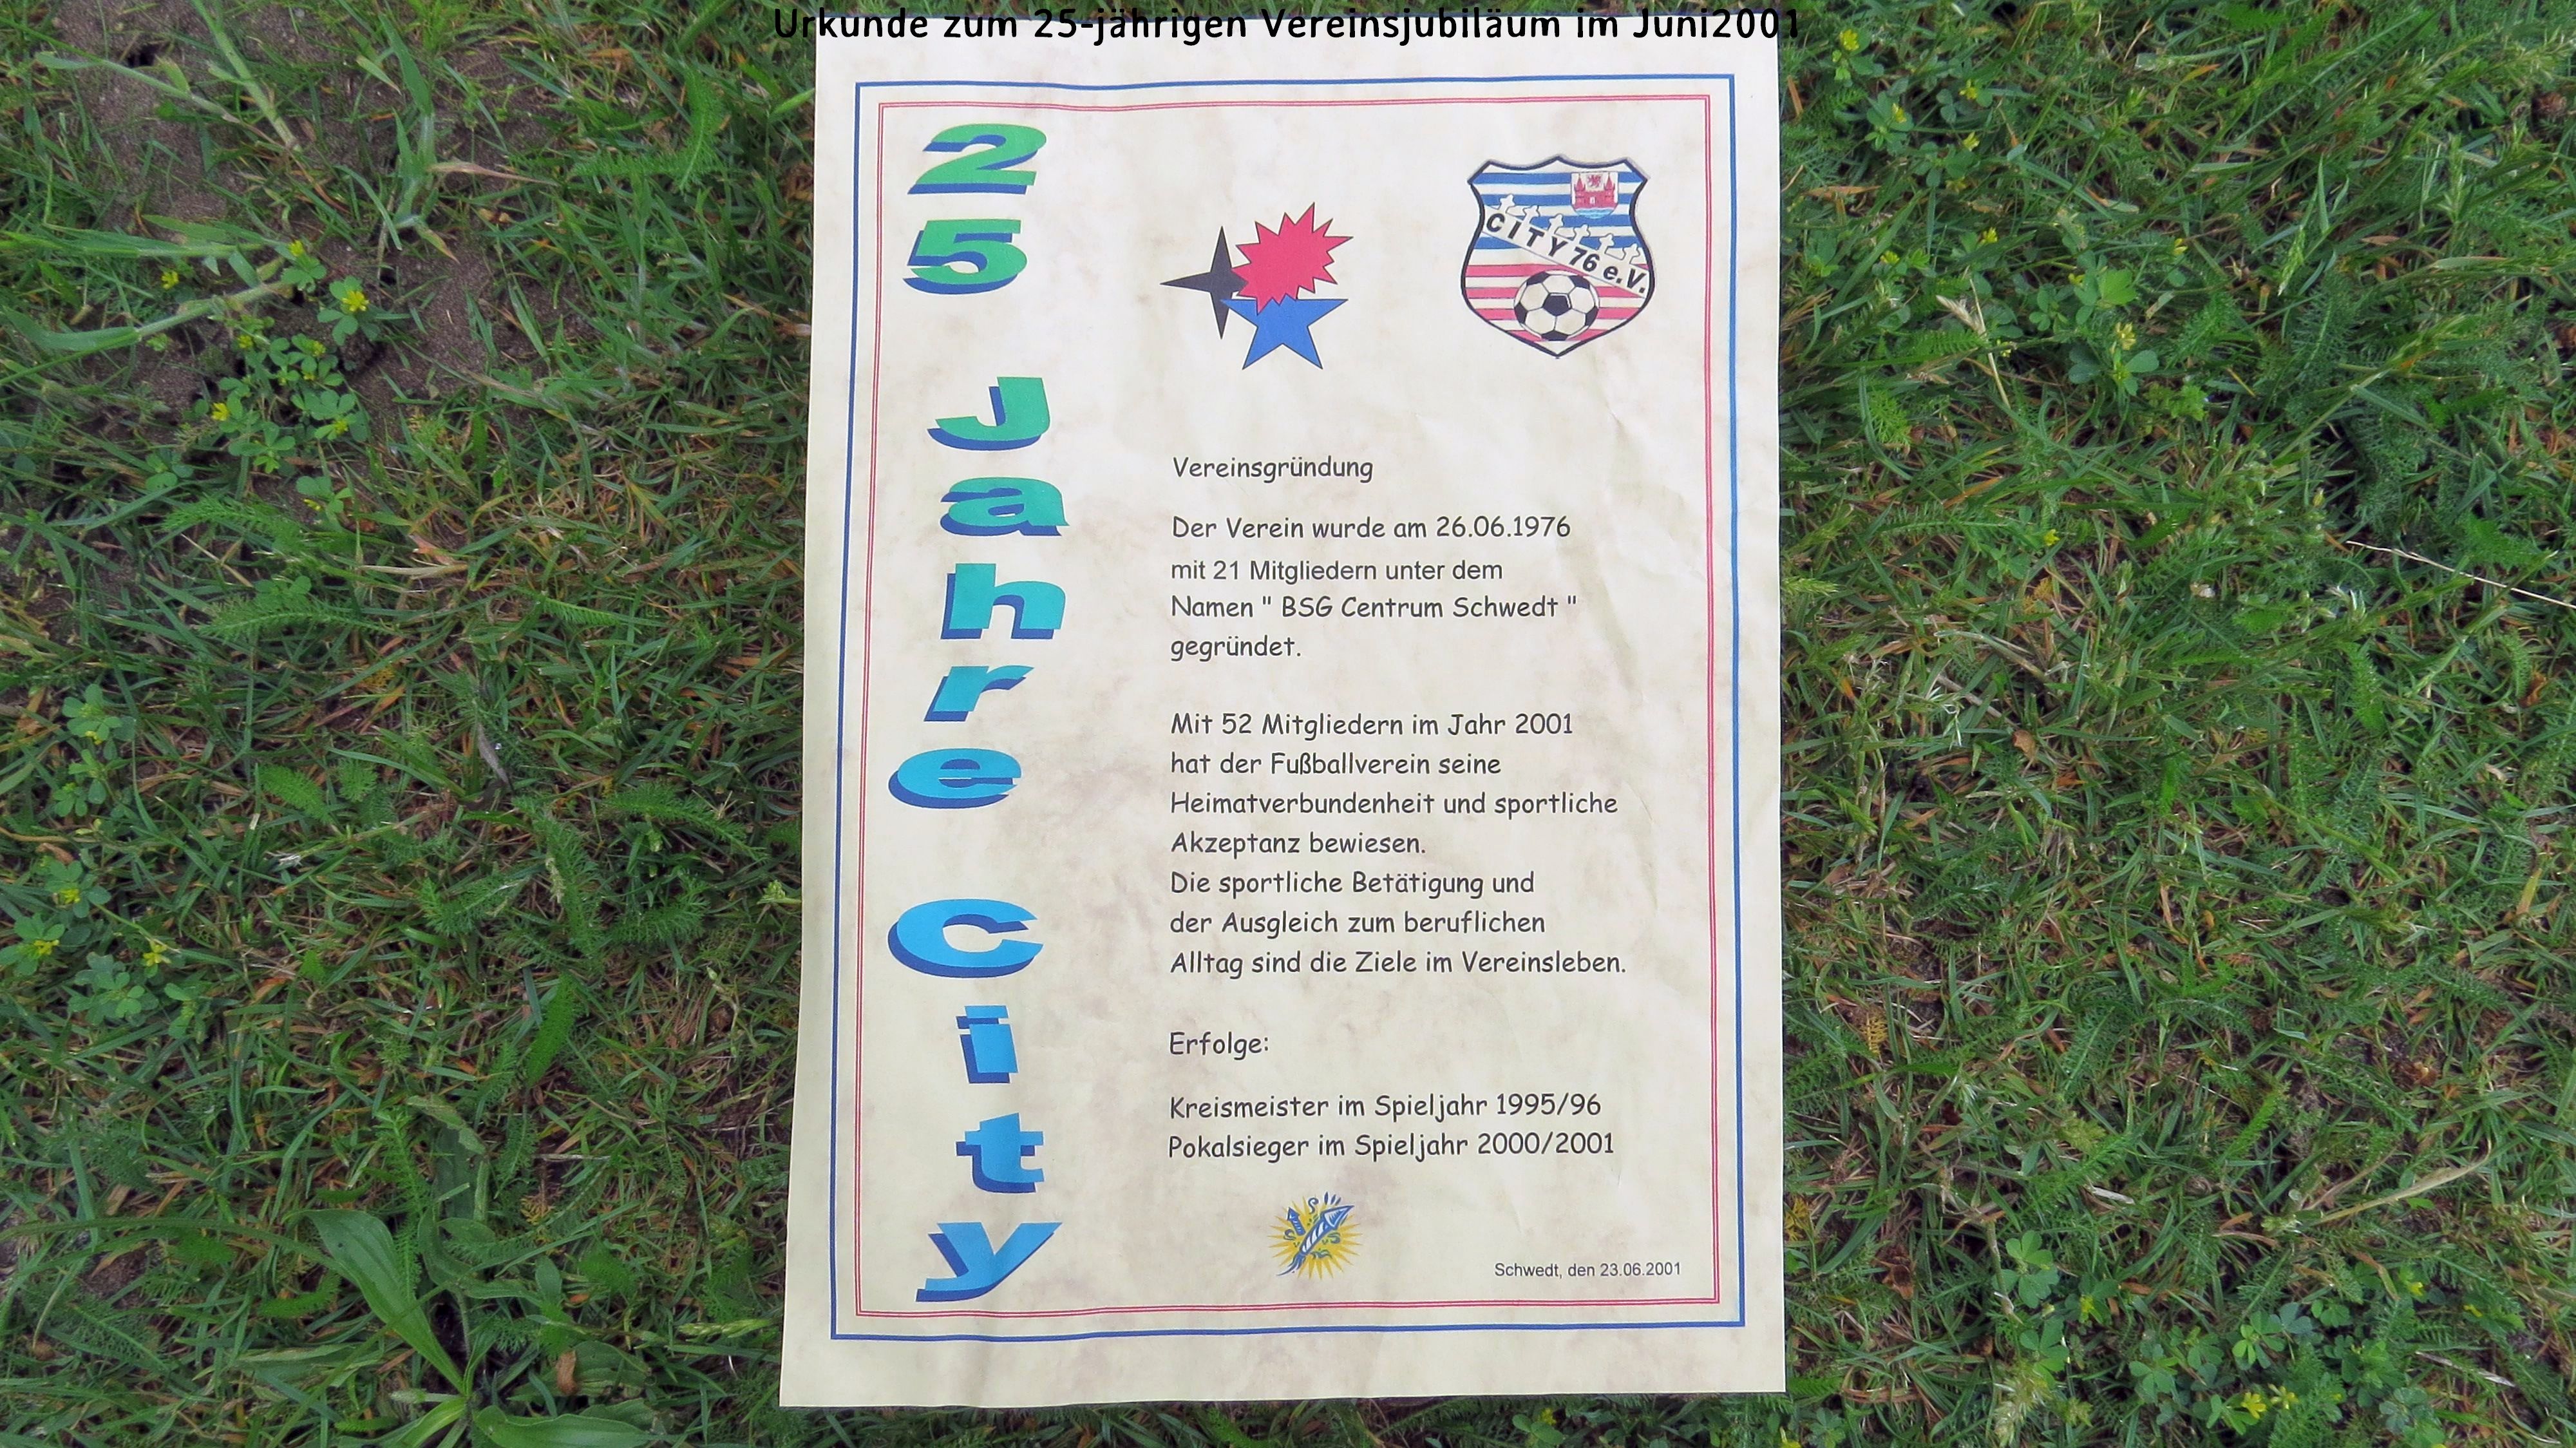 Urkunde zum 25-jährigen Vereinsjubiläum im Juni2001
25 Jahre City
CITY 76 e.V.
Vereinsgründung
Der Verein wurde am 26.06.1976
mit 21 Mitgliedern unter dem
Namen " BSG Centrum Schwedt "
gegründet.
Mit 52 Mitgliedern im Jahr 2001
hat der Fußballverein seine
Heimatverbundenheit und sportliche
Akzeptanz bewiesen.
Die sportliche Betätigung und
der Ausgleich zum beruflichen
Alltag sind die Ziele im Vereinsleben.
Erfolge:
Kreismeister im Spieljahr 1995/96
Pokalsieger im Spieljahr 2000/2001
Schwedt, den 23.06.2001